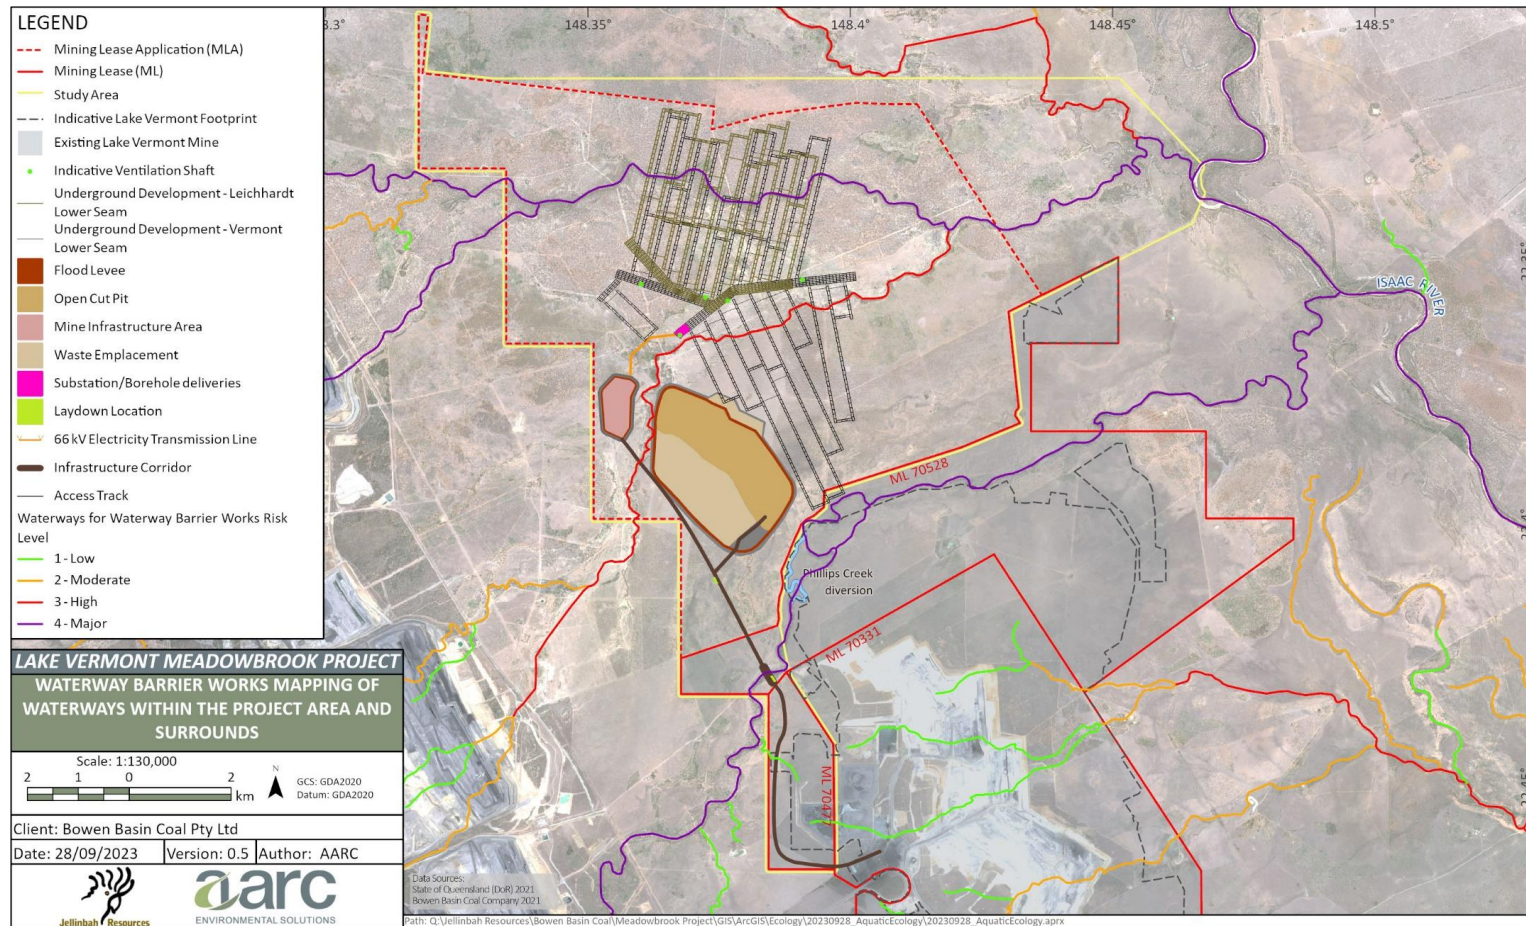 LEGEND
Mining Lease Application (MLA)
Mining Lease (ML)
Study Area
Indicative Lake Vermont Footprint
Existing Lake Vermont Mine
Indicative Ventilation Shaft
Underground Development - Leichhardt
Lower Seam
Underground Development - Vermont
Lower Seam
Flood Levee
Open Cut Pit
Mine Infrastructure Area
Waste Emplacement
Substation/Borehole deliveries
Laydown Location
66 kV Electricity Transmission Line
Infrastructure Corridor
Access Track
Waterways for Waterway Barrier Works Risk
Level
1 - Low
2 - Moderate
3 - High
4 - Major
LAKE VERMONT MEADOWBROOK PROJECT
WATERWAY BARRIER WORKS MAPPING OF
WATERWAYS WITHIN THE PROJECT AREA AND
SURROUNDS
Scale: 1:130,000
2 1 0 2
km
N
GCS: GDA2020
Datum: GDA2020
Client: Bowen Basin Coal Pty Ltd
Date: 28/09/2023 Version: 0.5 Author: AARC
Jellinbah Resources
aarc
ENVIRONMENTAL SOLUTIONS
8.3° 148.35° 148.4° 148.45° 148.5°
ISAAC RIVER
ML 70528
Phillips Creek
diversion
ML 70331
ML 70477
Data Sources:
State of Queensland (DoR) 2021
Bowen Basin Coal Company 2021
Path: Q:\Jellinbah Resources\Bowen Basin Coal\Meadowbrook Project\GIS\ArcGIS\Ecology\20230928_AquaticEcology\20230928_AquaticEcology.aprx